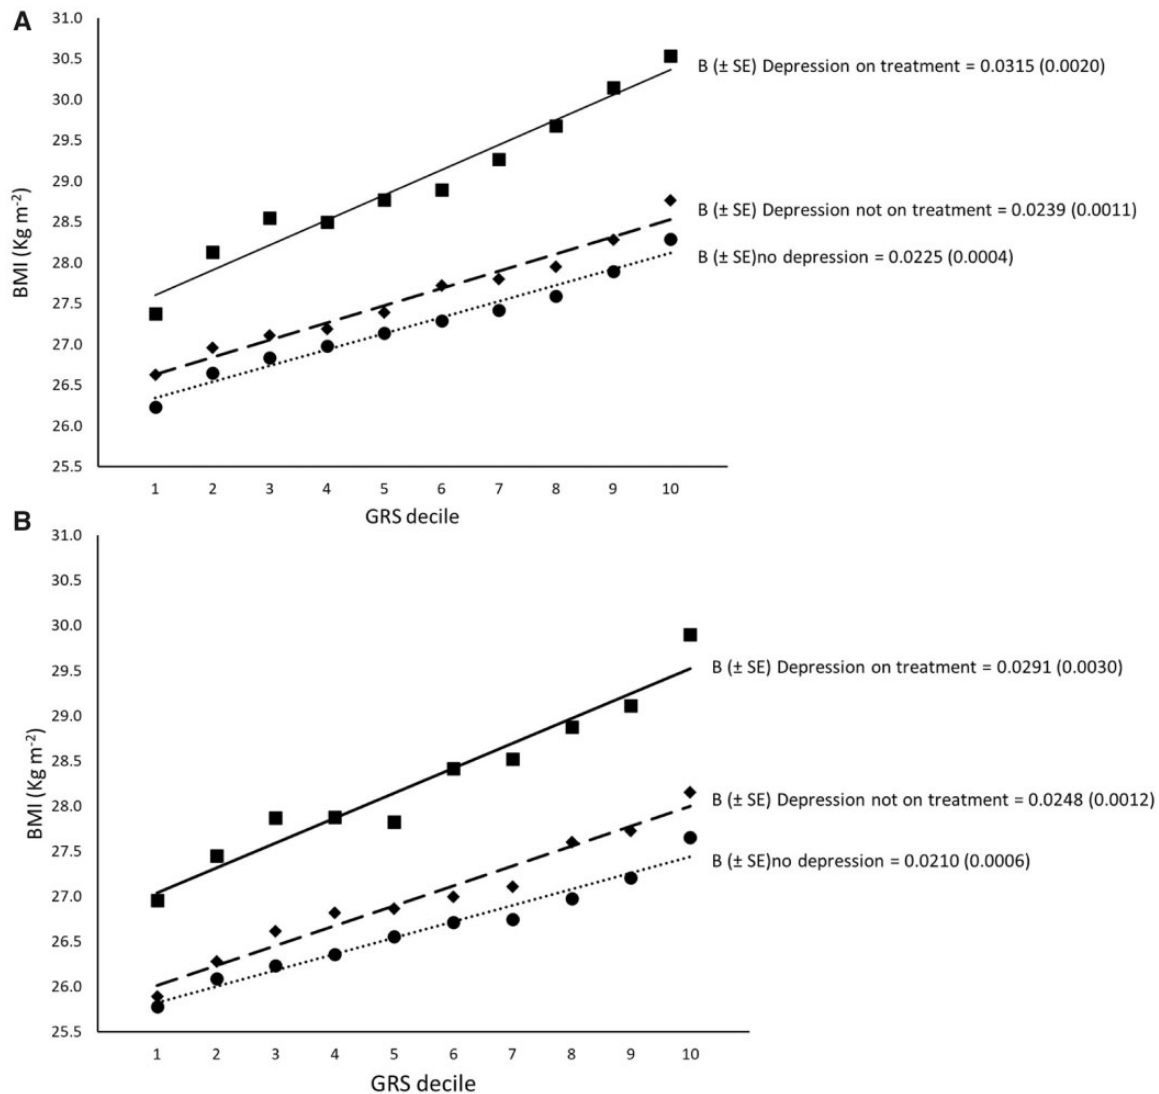 A
31.0
30.5
30.0
29.5
29.0
28.5
28.0
27.5
27.0
26.5
26.0
25.5
BMI (Kg m-2)
B (± SE) Depression on treatment = 0.0315 (0.0020)
B (± SE) Depression not on treatment = 0.0239 (0.0011)
B (± SE)no depression = 0.0225 (0.0004)
1 2 3 4 5 6 7 8 9 10
GRS decile
B
31.0
30.5
30.0
29.5
29.0
28.5
28.0
27.5
27.0
26.5
26.0
25.5
BMI (Kg m-2)
B (± SE) Depression on treatment = 0.0291 (0.0030)
B (± SE) Depression not on treatment = 0.0248 (0.0012)
B (± SE)no depression = 0.0210 (0.0006)
1 2 3 4 5 6 7 8 9 10
GRS decile